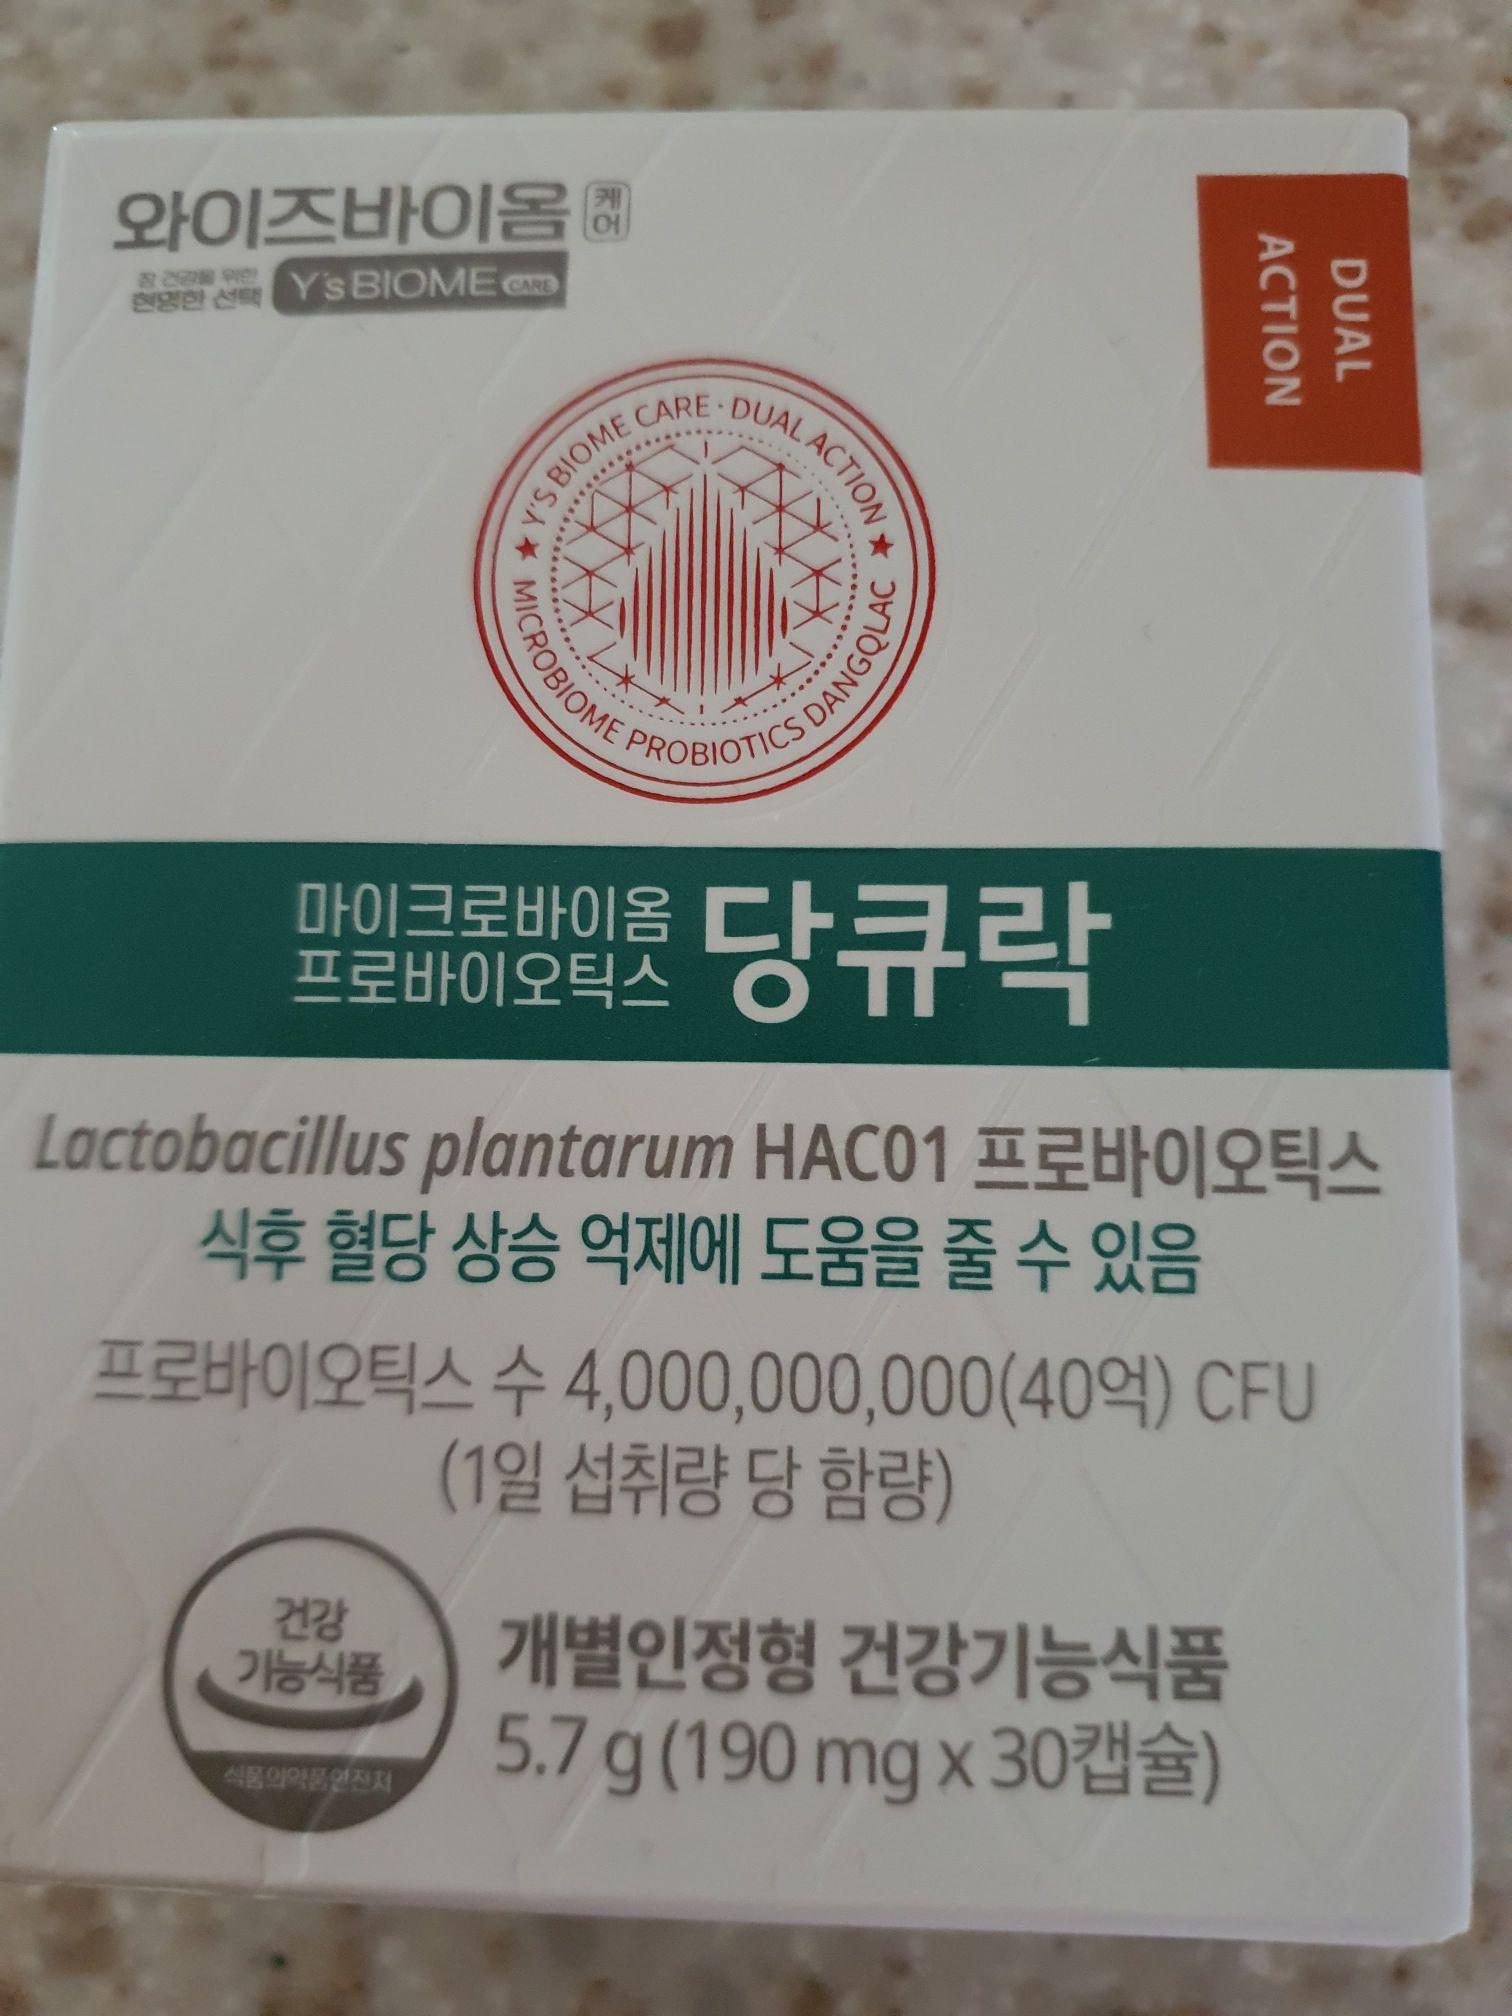 와이즈바이옴 케어
장 건강을 위한
현명한 선택
Y's BIOME CARE
DUAL
ACTION
★ Y'S BIOME CARE · DUAL ACTION ★
MICROBIOME PROBIOTICS DANGQLAC
마이크로바이옴
프로바이오틱스
당큐락
Lactobacillus plantarum HAC01 프로바이오틱스
식후 혈당 상승 억제에 도움을 줄 수 있음
프로바이오틱스 수 4,000,000,000(40억) CFU
(1일 섭취량 당 함량)
건강
기능식품
식품의약품안전처
개별인정형 건강기능식품
5.7 g (190 mg x 30캡슐)